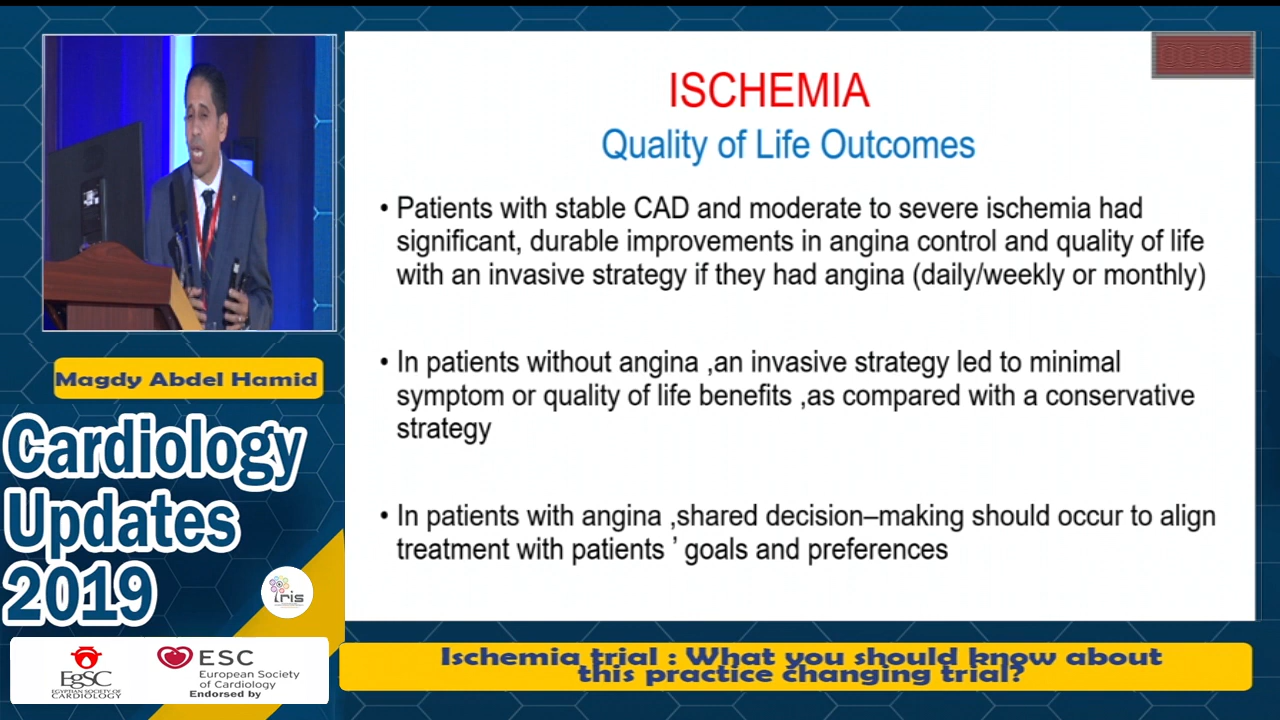 ISCHEMIA
Quality of Life Outcomes
• Patients with stable CAD and moderate to severe ischemia had
significant, durable improvements in angina control and quality of life
with an invasive strategy if they had angina (daily/weekly or monthly)
• In patients without angina ,an invasive strategy led to minimal
symptom or quality of life benefits ,as compared with a conservative
strategy
• In patients with angina ,shared decision–making should occur to align
treatment with patients ’ goals and preferences
Magdy Abdel Hamid
Cardiology
Updates
2019
iris
EgSC
EGYPTIAN SOCIETY OF
CARDIOLOGY
ESC
European Society
of Cardiology
Endorsed by
Ischemia trial : What you should know about
this practice changing trial?